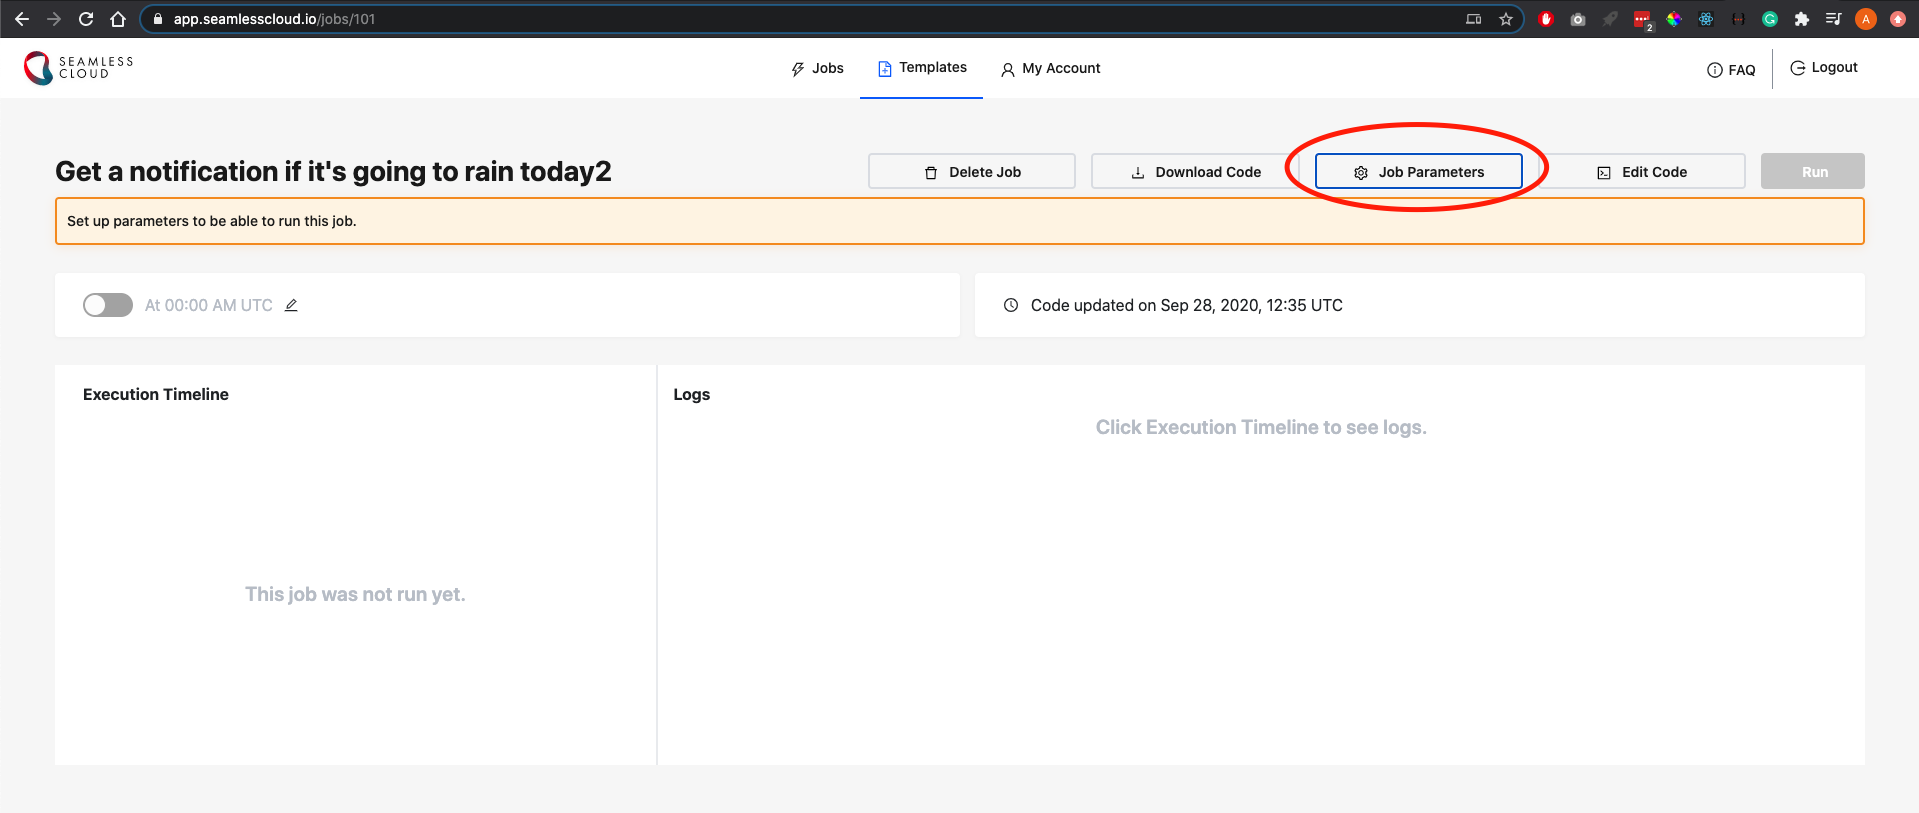 app.seamlesscloud.io/jobs/101
2
A
SEAMLESS
CLOUD
Jobs
Templates
My Account
FAQ
Logout
Get a notification if it's going to rain today2
Delete Job
Download Code
Job Parameters
Edit Code
Run
Set up parameters to be able to run this job.
At 00:00 AM UTC
Code updated on Sep 28, 2020, 12:35 UTC
Execution Timeline
Logs
Click Execution Timeline to see logs.
This job was not run yet.